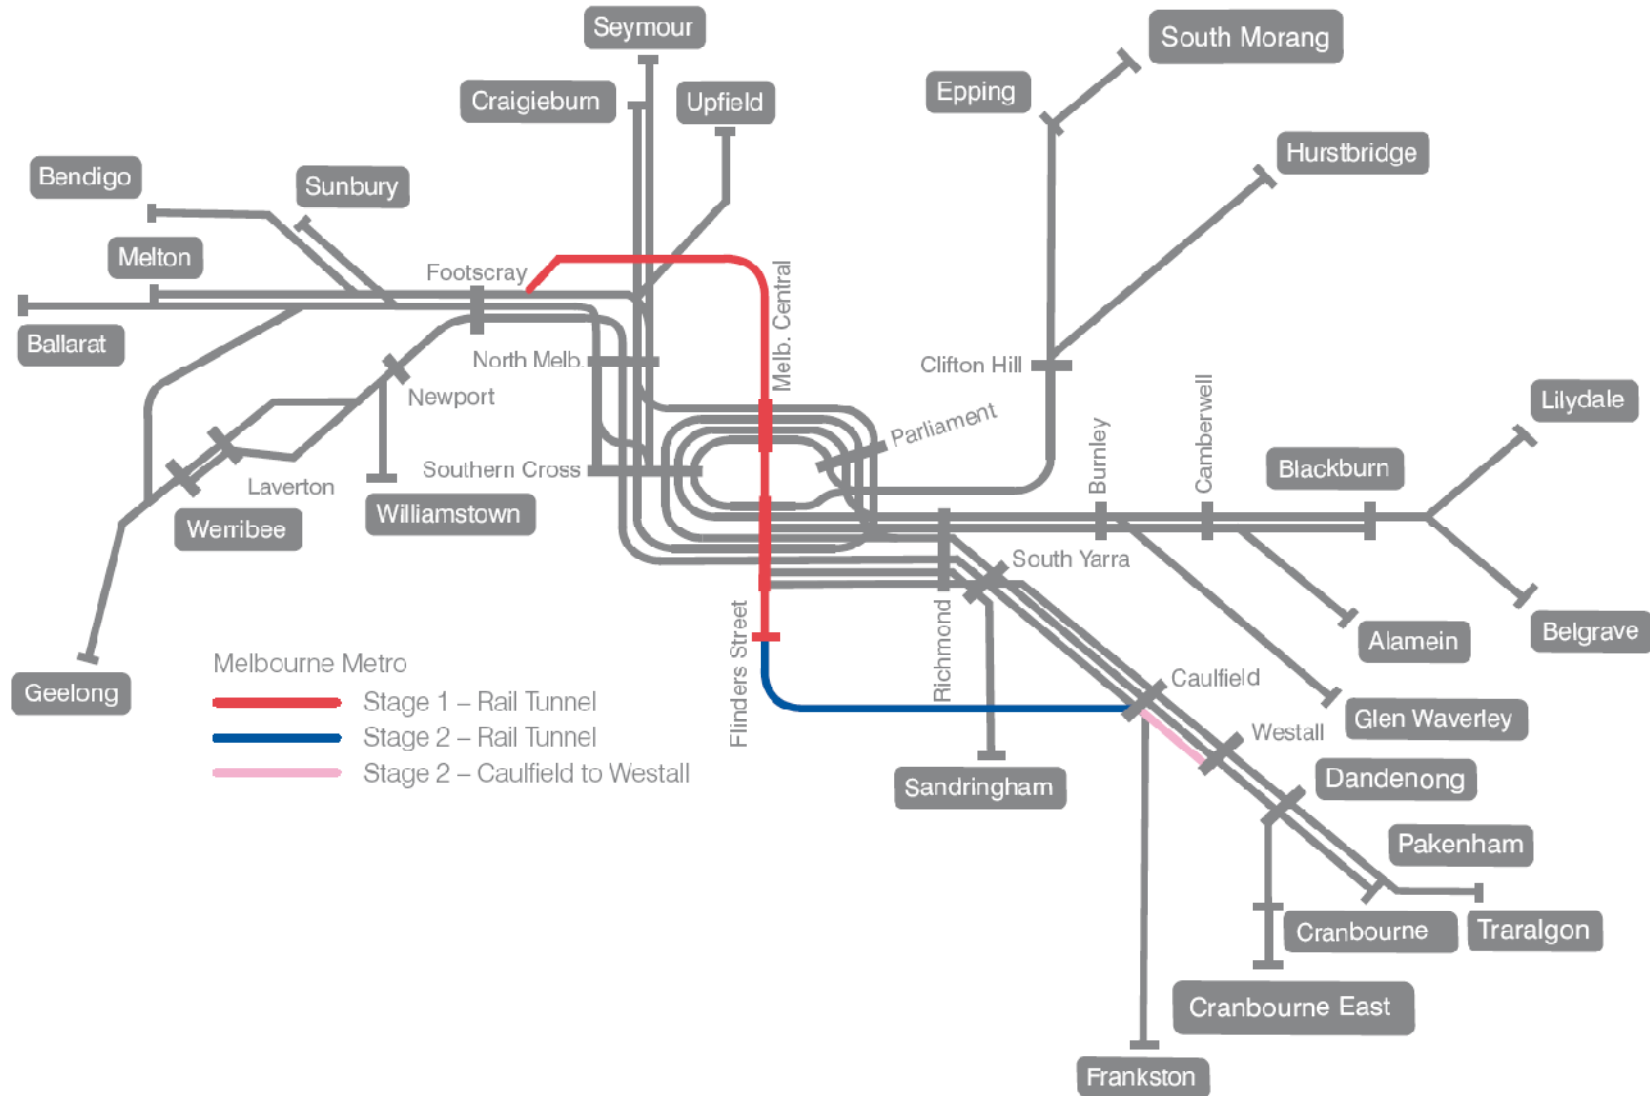 Seymour
South Morang
Craigieburn
Upfield
Epping
Hurstbridge
Bendigo
Sunbury
Melton
Footscray
Melb. Central
Ballarat
North Melb.
Clifton Hill
Newport
Parliament
Burnley
Camberwell
Lilydale
Southern Cross
Blackburn
Laverton
Williamstown
Werribee
South Yarra
Richmond
Flinders Street
Alamein
Belgrave
Melbourne Metro
Geelong
Stage 1 – Rail Tunnel
Stage 2 – Rail Tunnel
Stage 2 – Caulfield to Westall
Caulfield
Glen Waverley
Westall
Sandringham
Dandenong
Pakenham
Cranbourne
Traralgon
Cranbourne East
Frankston